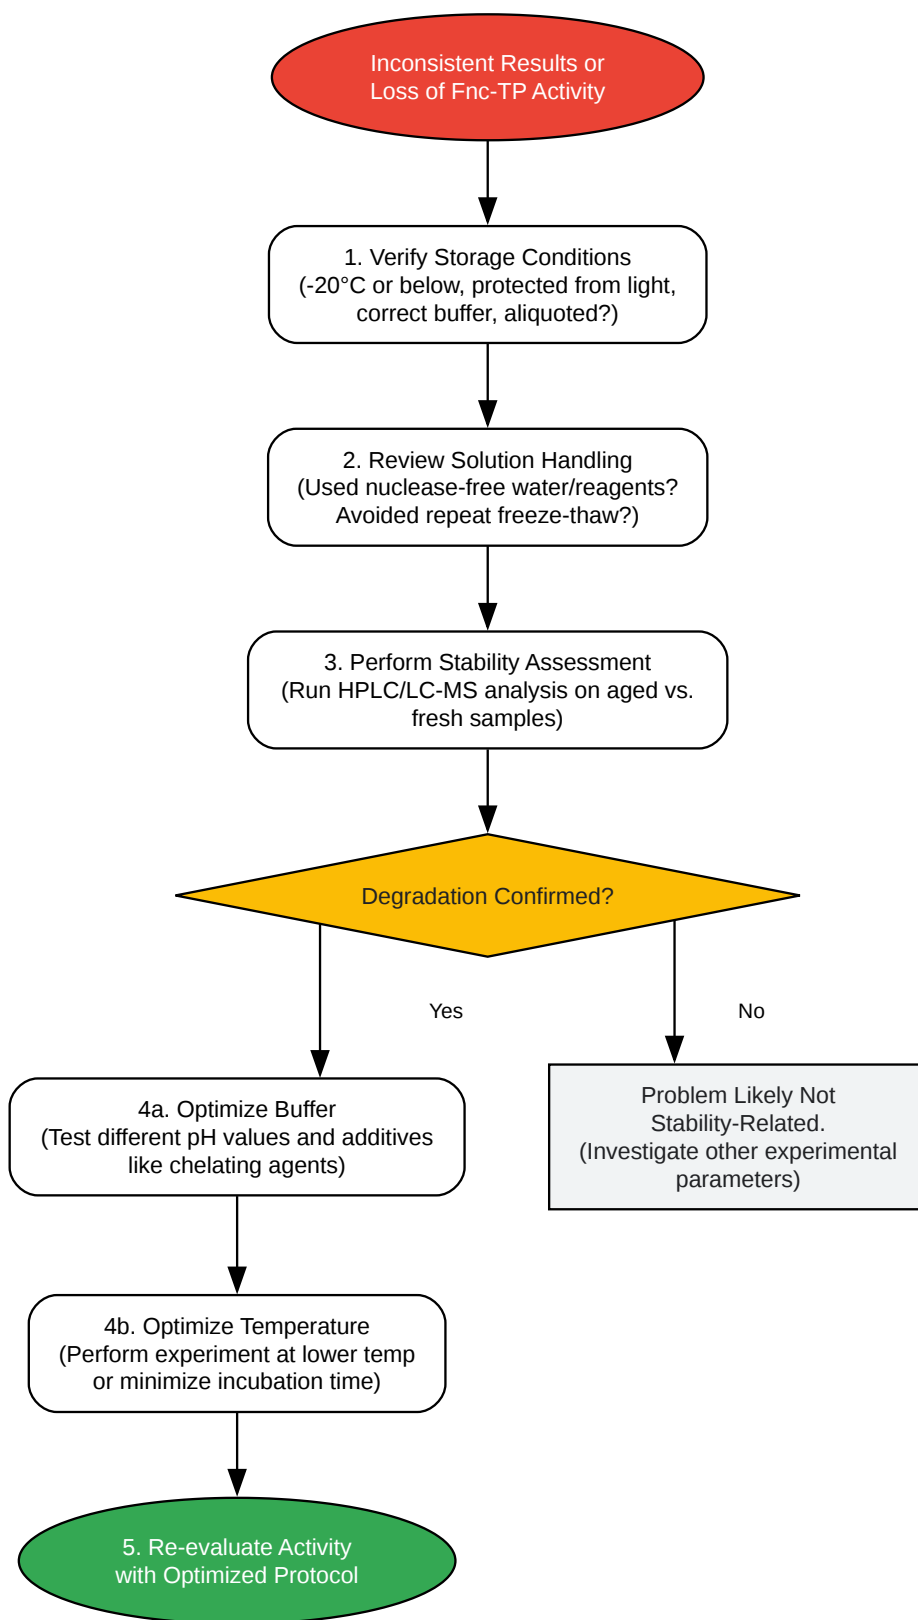 Inconsistent Results or
Loss of Fnc-TP Activity
1. Verify Storage Conditions
(-20°C or below, protected from light,
correct buffer, aliquoted?)
2. Review Solution Handling
(Used nuclease-free water/reagents?
Avoided repeat freeze-thaw?)
3. Perform Stability Assessment
(Run HPLC/LC-MS analysis on aged vs.
fresh samples)
Degradation Confirmed?
Yes
No
4a. Optimize Buffer
(Test different pH values and additives
like chelating agents)
Problem Likely Not
Stability-Related.
(Investigate other experimental
parameters)
4b. Optimize Temperature
(Perform experiment at lower temp
or minimize incubation time)
5. Re-evaluate Activity
with Optimized Protocol